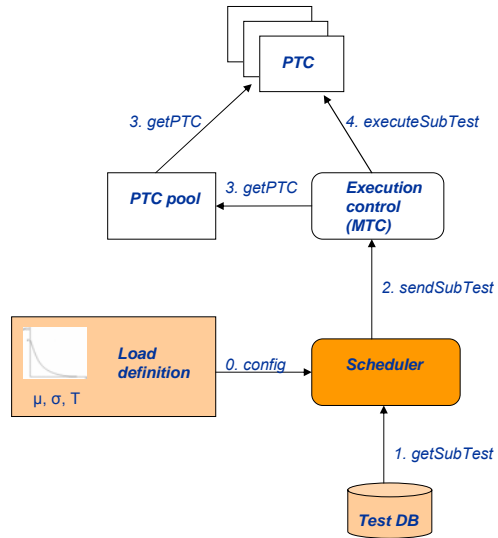 PTC
3. getPTC
4. executeSubTest
PTC pool
3. getPTC
Execution
control
(MTC)
2. sendSubTest
Load
definition
μ, σ, T
0. config
Scheduler
1. getSubTest
Test DB